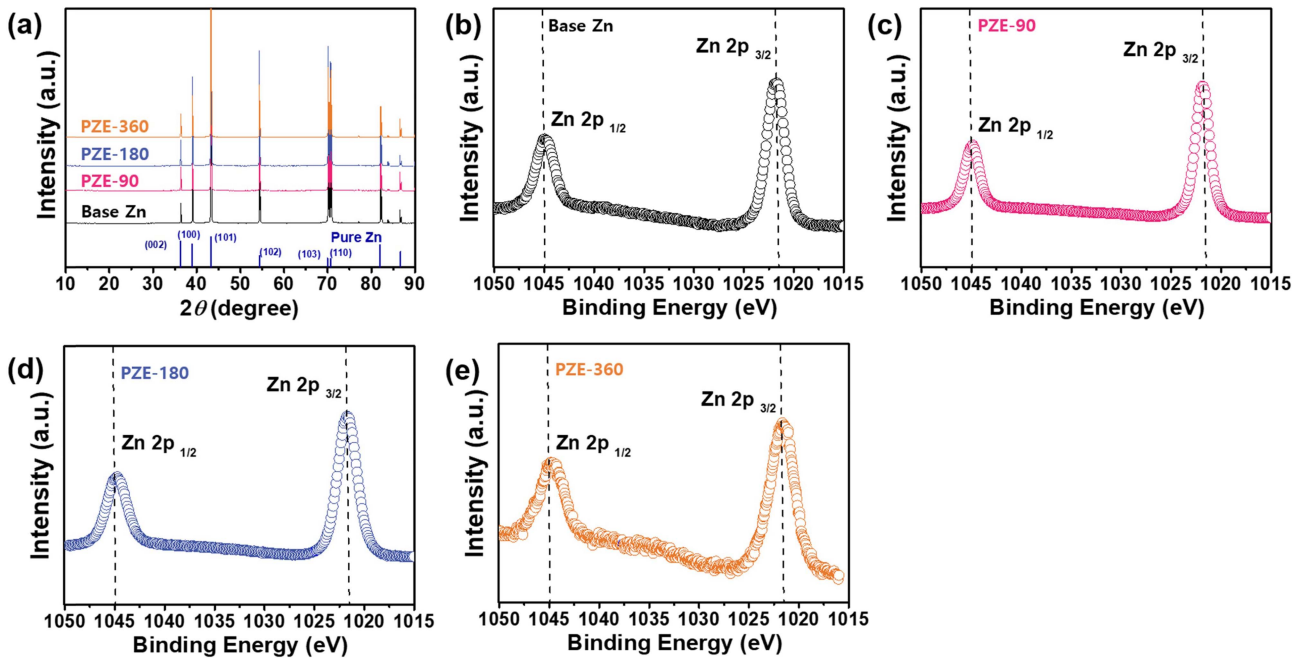 (a)
Intensity (a.u.)
PZE-360
PZE-180
PZE-90
Base Zn
Pure Zn
(002)
(100)
(101)
(102)
(103)
(110)
10 20 30 40 50 60 70 80 90
2θ (degree)
(b)
Intensity (a.u.)
Base Zn
Zn 2p 3/2
Zn 2p 1/2
1050 1045 1040 1035 1030 1025 1020 1015
Binding Energy (eV)
(c)
Intensity (a.u.)
PZE-90
Zn 2p 3/2
Zn 2p 1/2
1050 1045 1040 1035 1030 1025 1020 1015
Binding Energy (eV)
(d)
Intensity (a.u.)
PZE-180
Zn 2p 3/2
Zn 2p 1/2
1050 1045 1040 1035 1030 1025 1020 1015
Binding Energy (eV)
(e)
Intensity (a.u.)
PZE-360
Zn 2p 3/2
Zn 2p 1/2
1050 1045 1040 1035 1030 1025 1020 1015
Binding Energy (eV)